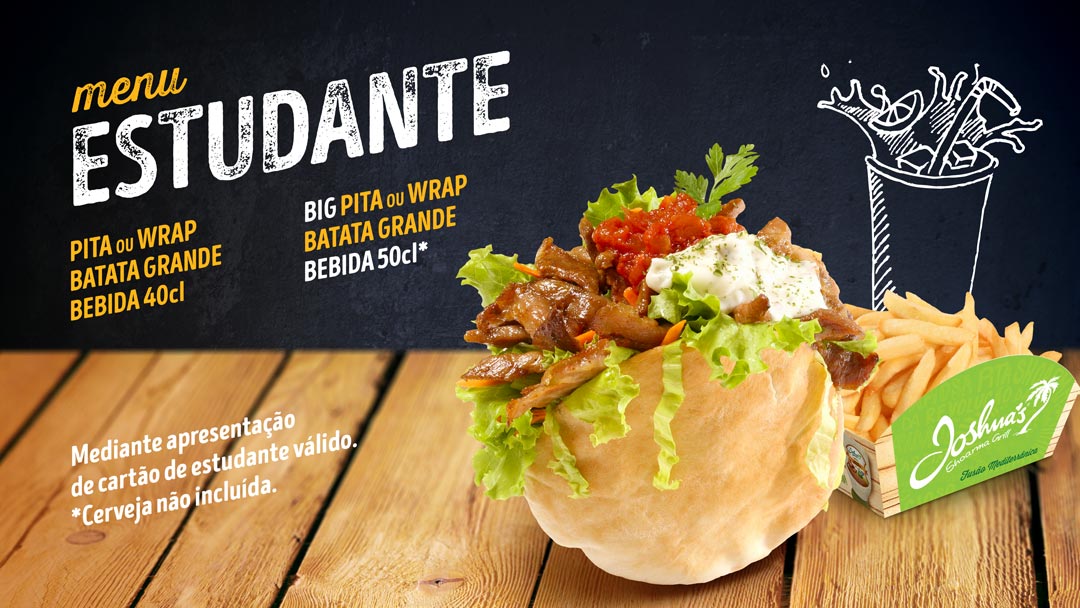 menu
ESTUDANTE
PITA OU WRAP
BATATA GRANDE
BEBIDA 40cl
BIG PITA OU WRAP
BATATA GRANDE
BEBIDA 50cl*
Mediante apresentação
de cartão de estudante válido.
*Cerveja não incluída.
Joshua's
Shoarma Grill
Fusão Mediterrânica